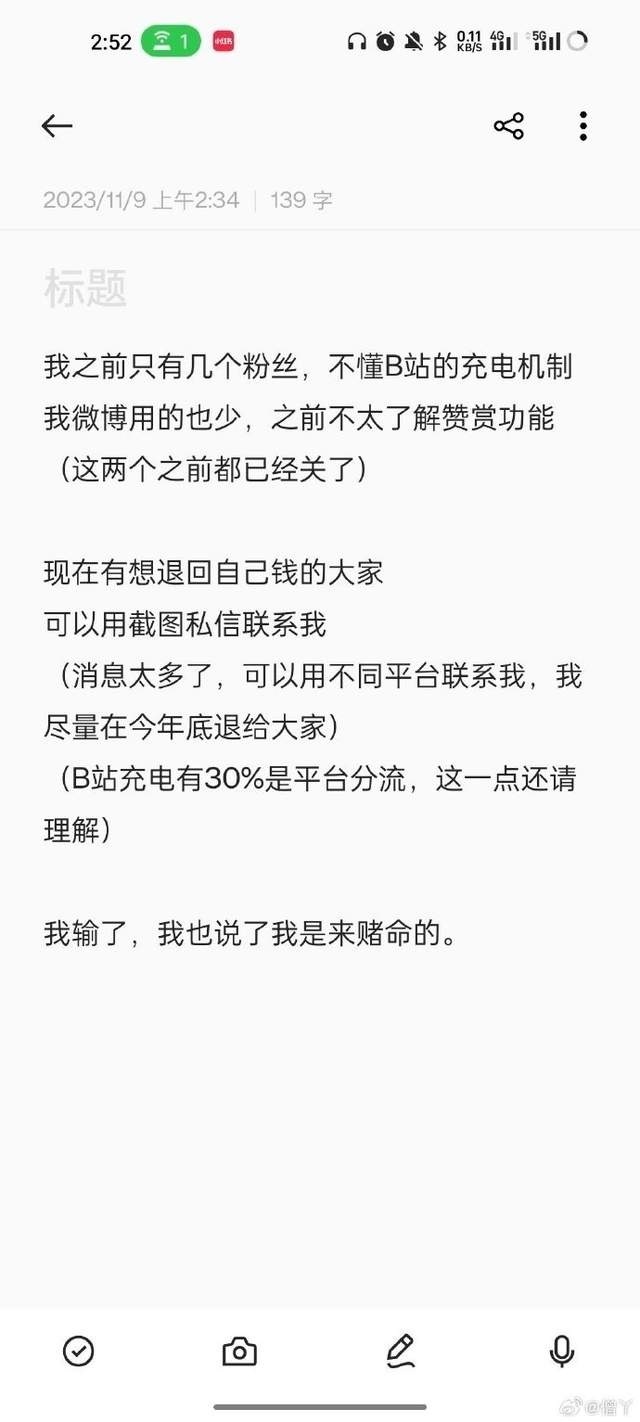 2:52
1
小红书
0.11
KB/S
4G
5G
2023/11/9 上午2:34
139 字
标题
我之前只有几个粉丝，不懂B站的充电机制
我微博用的也少，之前不太了解赞赏功能
（这两个之前都已经关了）
现在有想退回自己钱的大家
可以用截图私信联系我
（消息太多了，可以用不同平台联系我，我
尽量在今年底退给大家）
（B站充电有30%是平台分流，这一点还请
理解）
我输了，我也说了我是来赌命的。
@僧丫